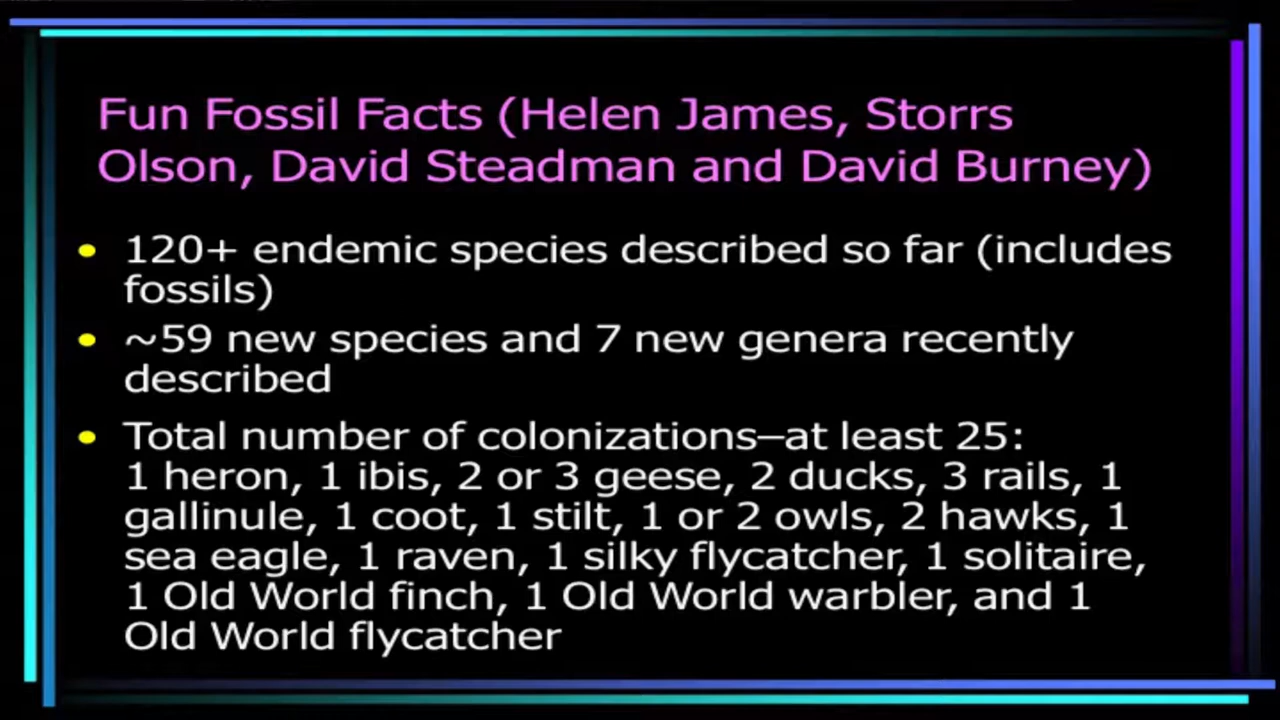 Fun Fossil Facts (Helen James, Storrs
Olson, David Steadman and David Burney)
• 120+ endemic species described so far (includes
fossils)
• ~59 new species and 7 new genera recently
described
• Total number of colonizations—at least 25:
1 heron, 1 ibis, 2 or 3 geese, 2 ducks, 3 rails, 1
gallinule, 1 coot, 1 stilt, 1 or 2 owls, 2 hawks, 1
sea eagle, 1 raven, 1 silky flycatcher, 1 solitaire,
1 Old World finch, 1 Old World warbler, and 1
Old World flycatcher